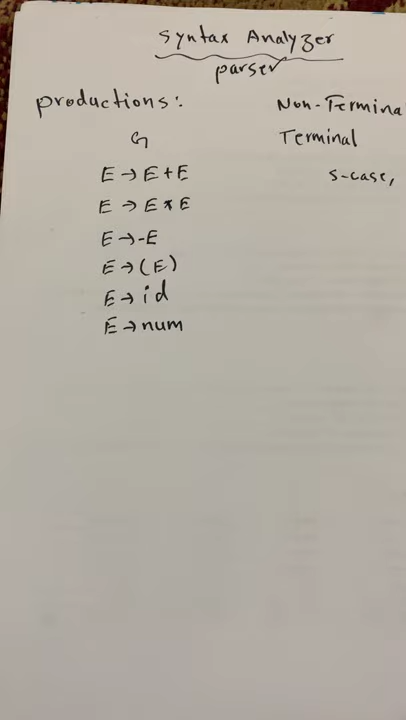 Syntax Analyzer
parser
productions:
Non-Termina
G
Terminal
E → E + E
S-case,
E → E * E
E → -E
E → (E)
E → id
E → num